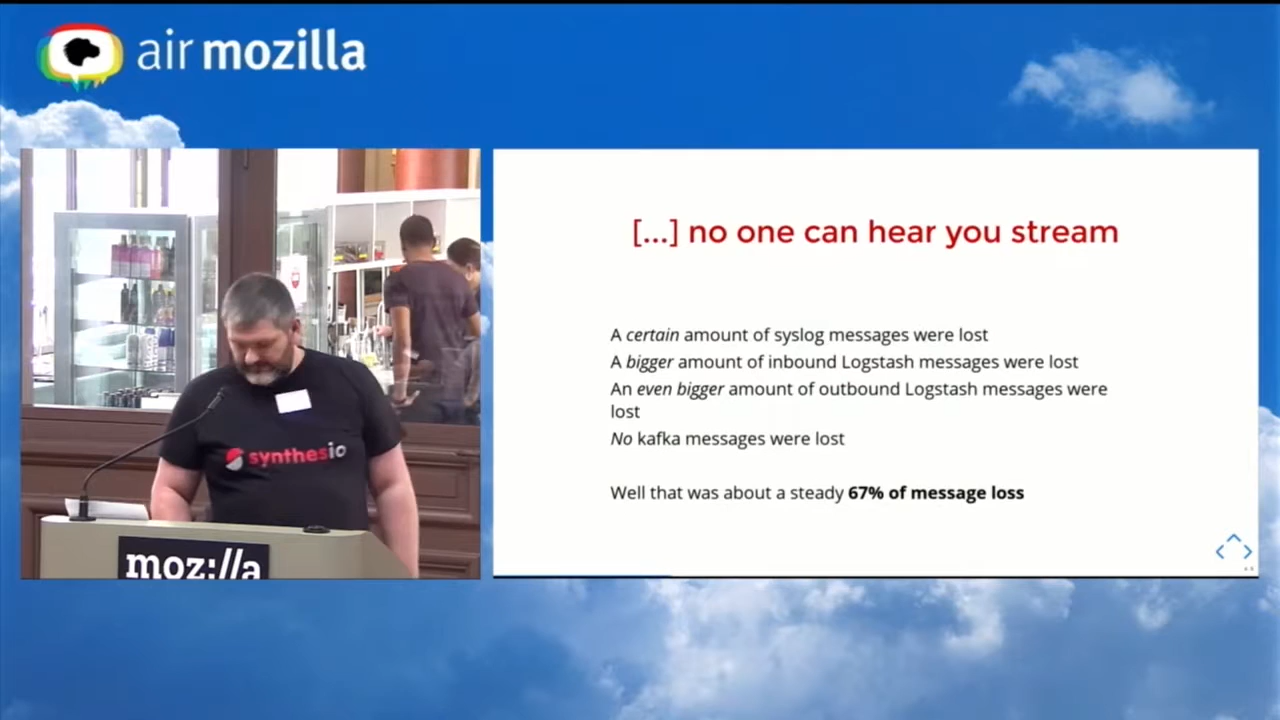 air mozilla
[...] no one can hear you stream
A certain amount of syslog messages were lost
A bigger amount of inbound Logstash messages were lost
An even bigger amount of outbound Logstash messages were
lost
No kafka messages were lost
Well that was about a steady 67% of message loss
synthesio
moz://a